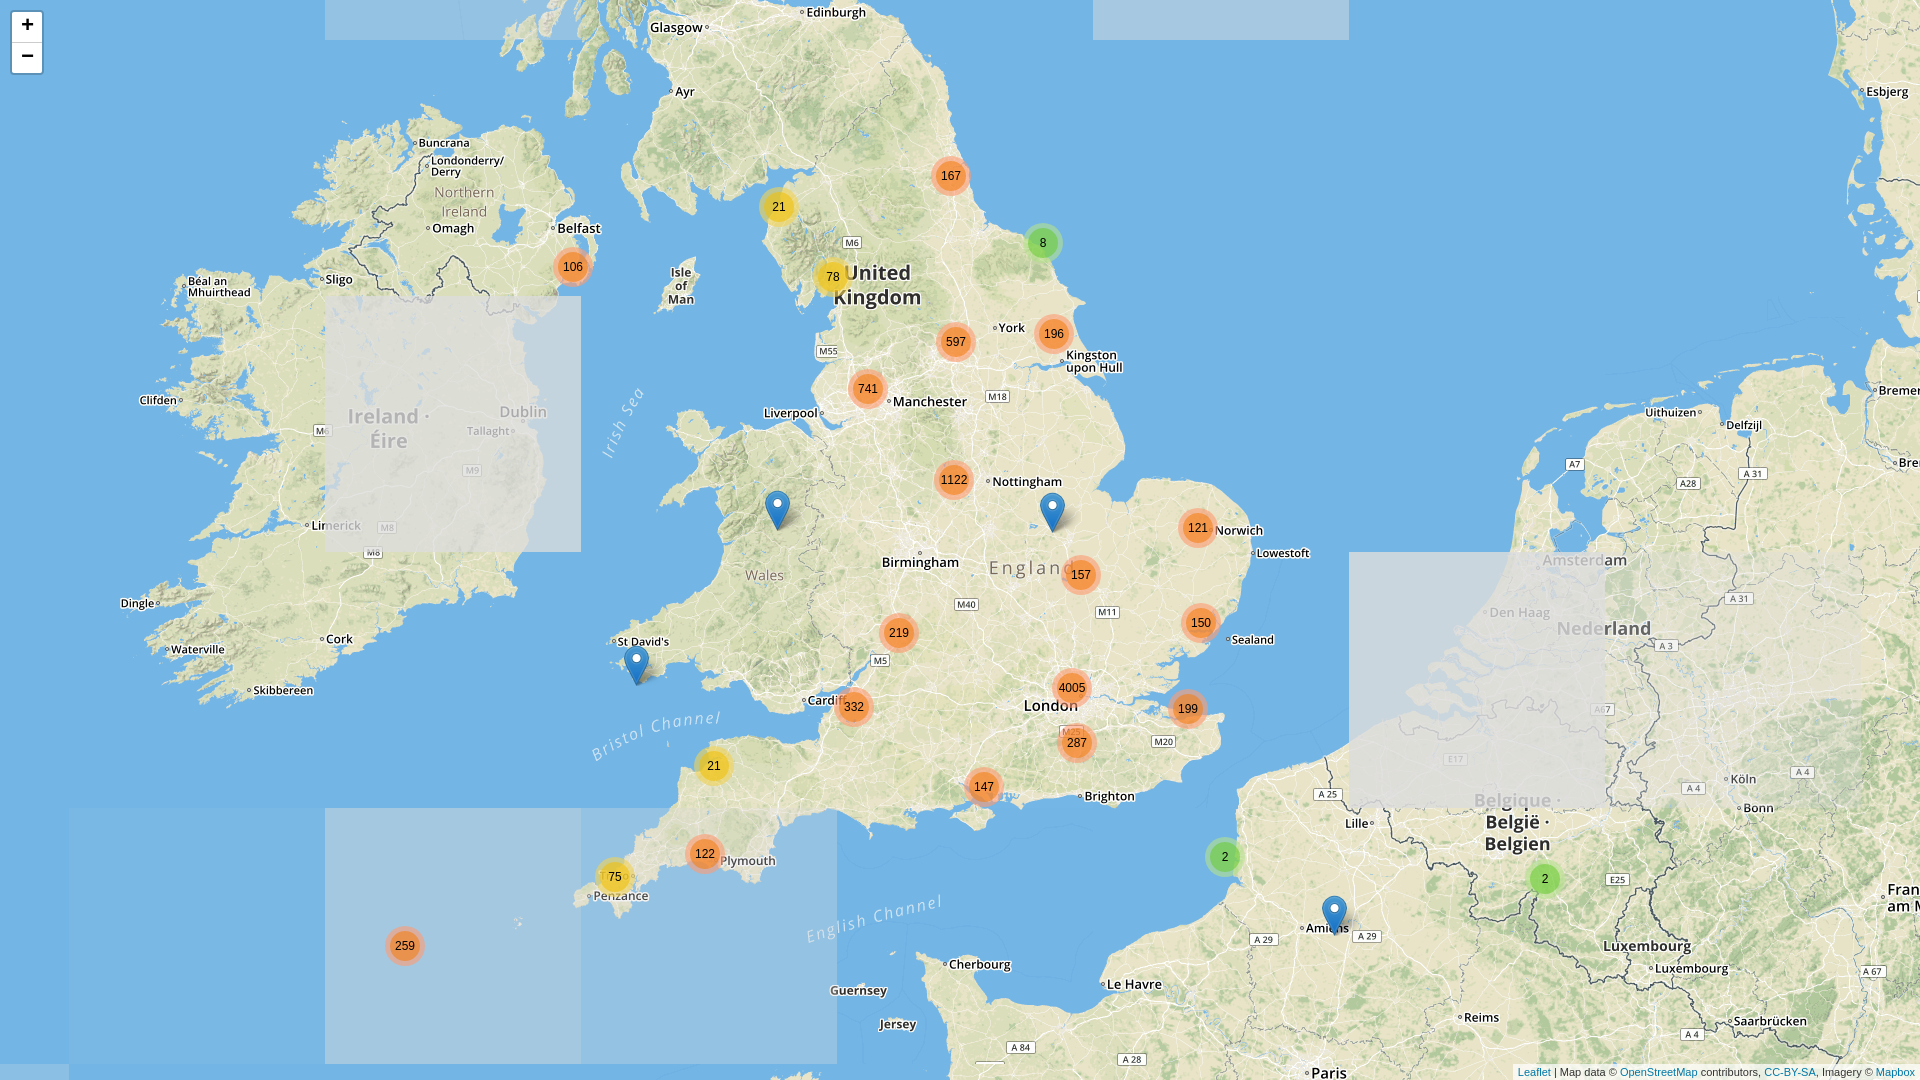 +
−
Edinburgh
Glasgow
Ayr
Esbjerg
Buncrana
Londonderry/
Derry
Northern
Ireland
Omagh
Belfast
106
Sligo
Béal an
Mhuirthead
167
21
M6
8
78
United
Kingdom
Isle
of
Man
York
196
597
M55
Kingston
upon Hull
741
Manchester
M18
Liverpool
Irish Sea
Clifden
Ireland ·
Éire
Dublin
Tallaght
M6
M9
Limerick
M8
M8
Uithuizen
Delfzijl
A7
A 31
A28
1122
Nottingham
121
Norwich
Lowestoft
Birmingham
England
157
Wales
M40
M11
150
Sealand
219
M5
St David's
Dingle
Cork
Waterville
Skibbereen
Amsterdam
Den Haag
Nederland
A 31
A 3
A67
E17
Cardiff
332
4005
London
199
M25
287
M20
Bristol Channel
21
147
Brighton
A 25
Lille
Köln
A 4
A 4
Bonn
Belgique ·
België ·
Belgien
122
Plymouth
75
Penzance
2
2
E25
English Channel
259
Amiens
A 29
A 29
Luxembourg
Luxembourg
A 67
Cherbourg
Guernsey
Le Havre
Jersey
Reims
Saarbrücken
A 4
A 84
A 28
Paris
Leaflet | Map data © OpenStreetMap contributors, CC-BY-SA, Imagery © Mapbox